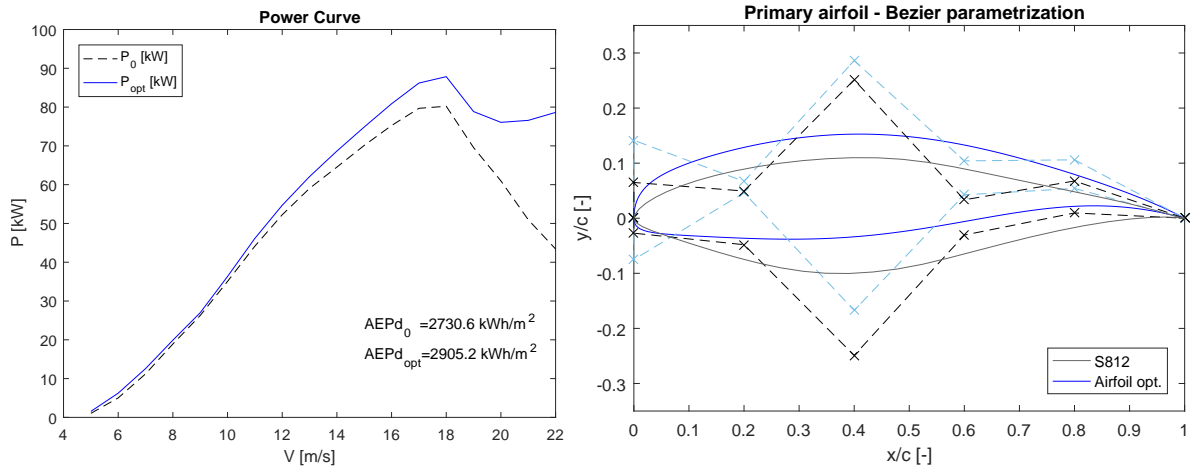 Power Curve
P [kW]
100
90
80
70
60
50
40
30
20
10
0
P0 [kW]
Popt [kW]
AEPd0 =2730.6 kWh/m2
AEPdopt=2905.2 kWh/m2
4 6 8 10 12 14 16 18 20 22
V [m/s]
Primary airfoil - Bezier parametrization
y/c [-]
0.3
0.2
0.1
0
-0.1
-0.2
-0.3
S812
Airfoil opt.
0 0.1 0.2 0.3 0.4 0.5 0.6 0.7 0.8 0.9 1
x/c [-]